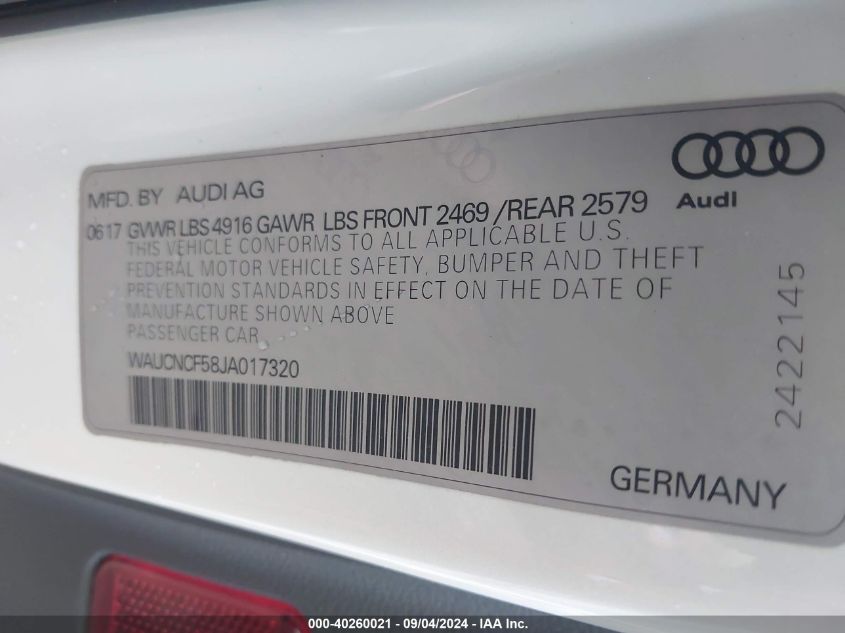 MFD. BY AUDI AG
Audi
0617 GVWR LBS 4916 GAWR LBS FRONT 2469 /REAR 2579
THIS VEHICLE CONFORMS TO ALL APPLICABLE U.S.
FEDERAL MOTOR VEHICLE SAFETY, BUMPER AND THEFT
PREVENTION STANDARDS IN EFFECT ON THE DATE OF
MANUFACTURE SHOWN ABOVE
PASSENGER CAR
WAUCNCF58JA017320
2422145
GERMANY
000-40260021 - 09/04/2024 - IAA Inc.